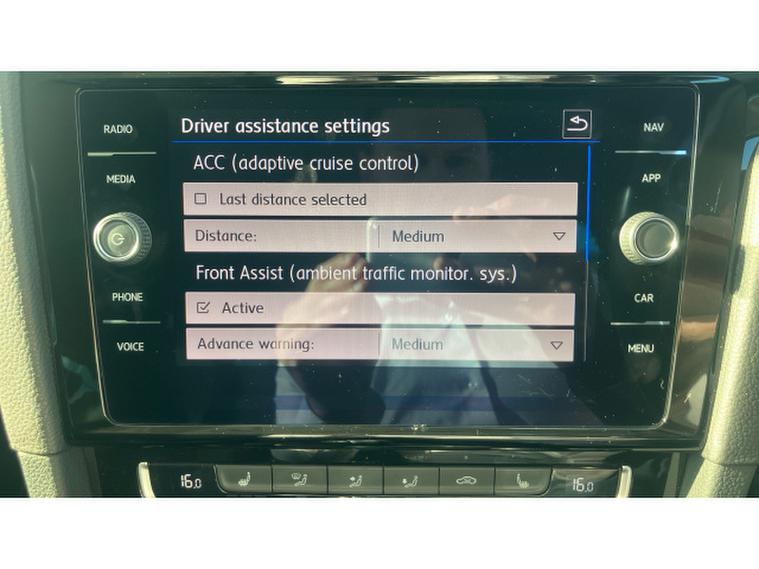 RADIO
Driver assistance settings
NAV
ACC (adaptive cruise control)
MEDIA
APP
Last distance selected
Distance: Medium
Front Assist (ambient traffic monitor. sys.)
PHONE
CAR
Active
VOICE
Advance warning: Medium
MENU
16.0
16.0